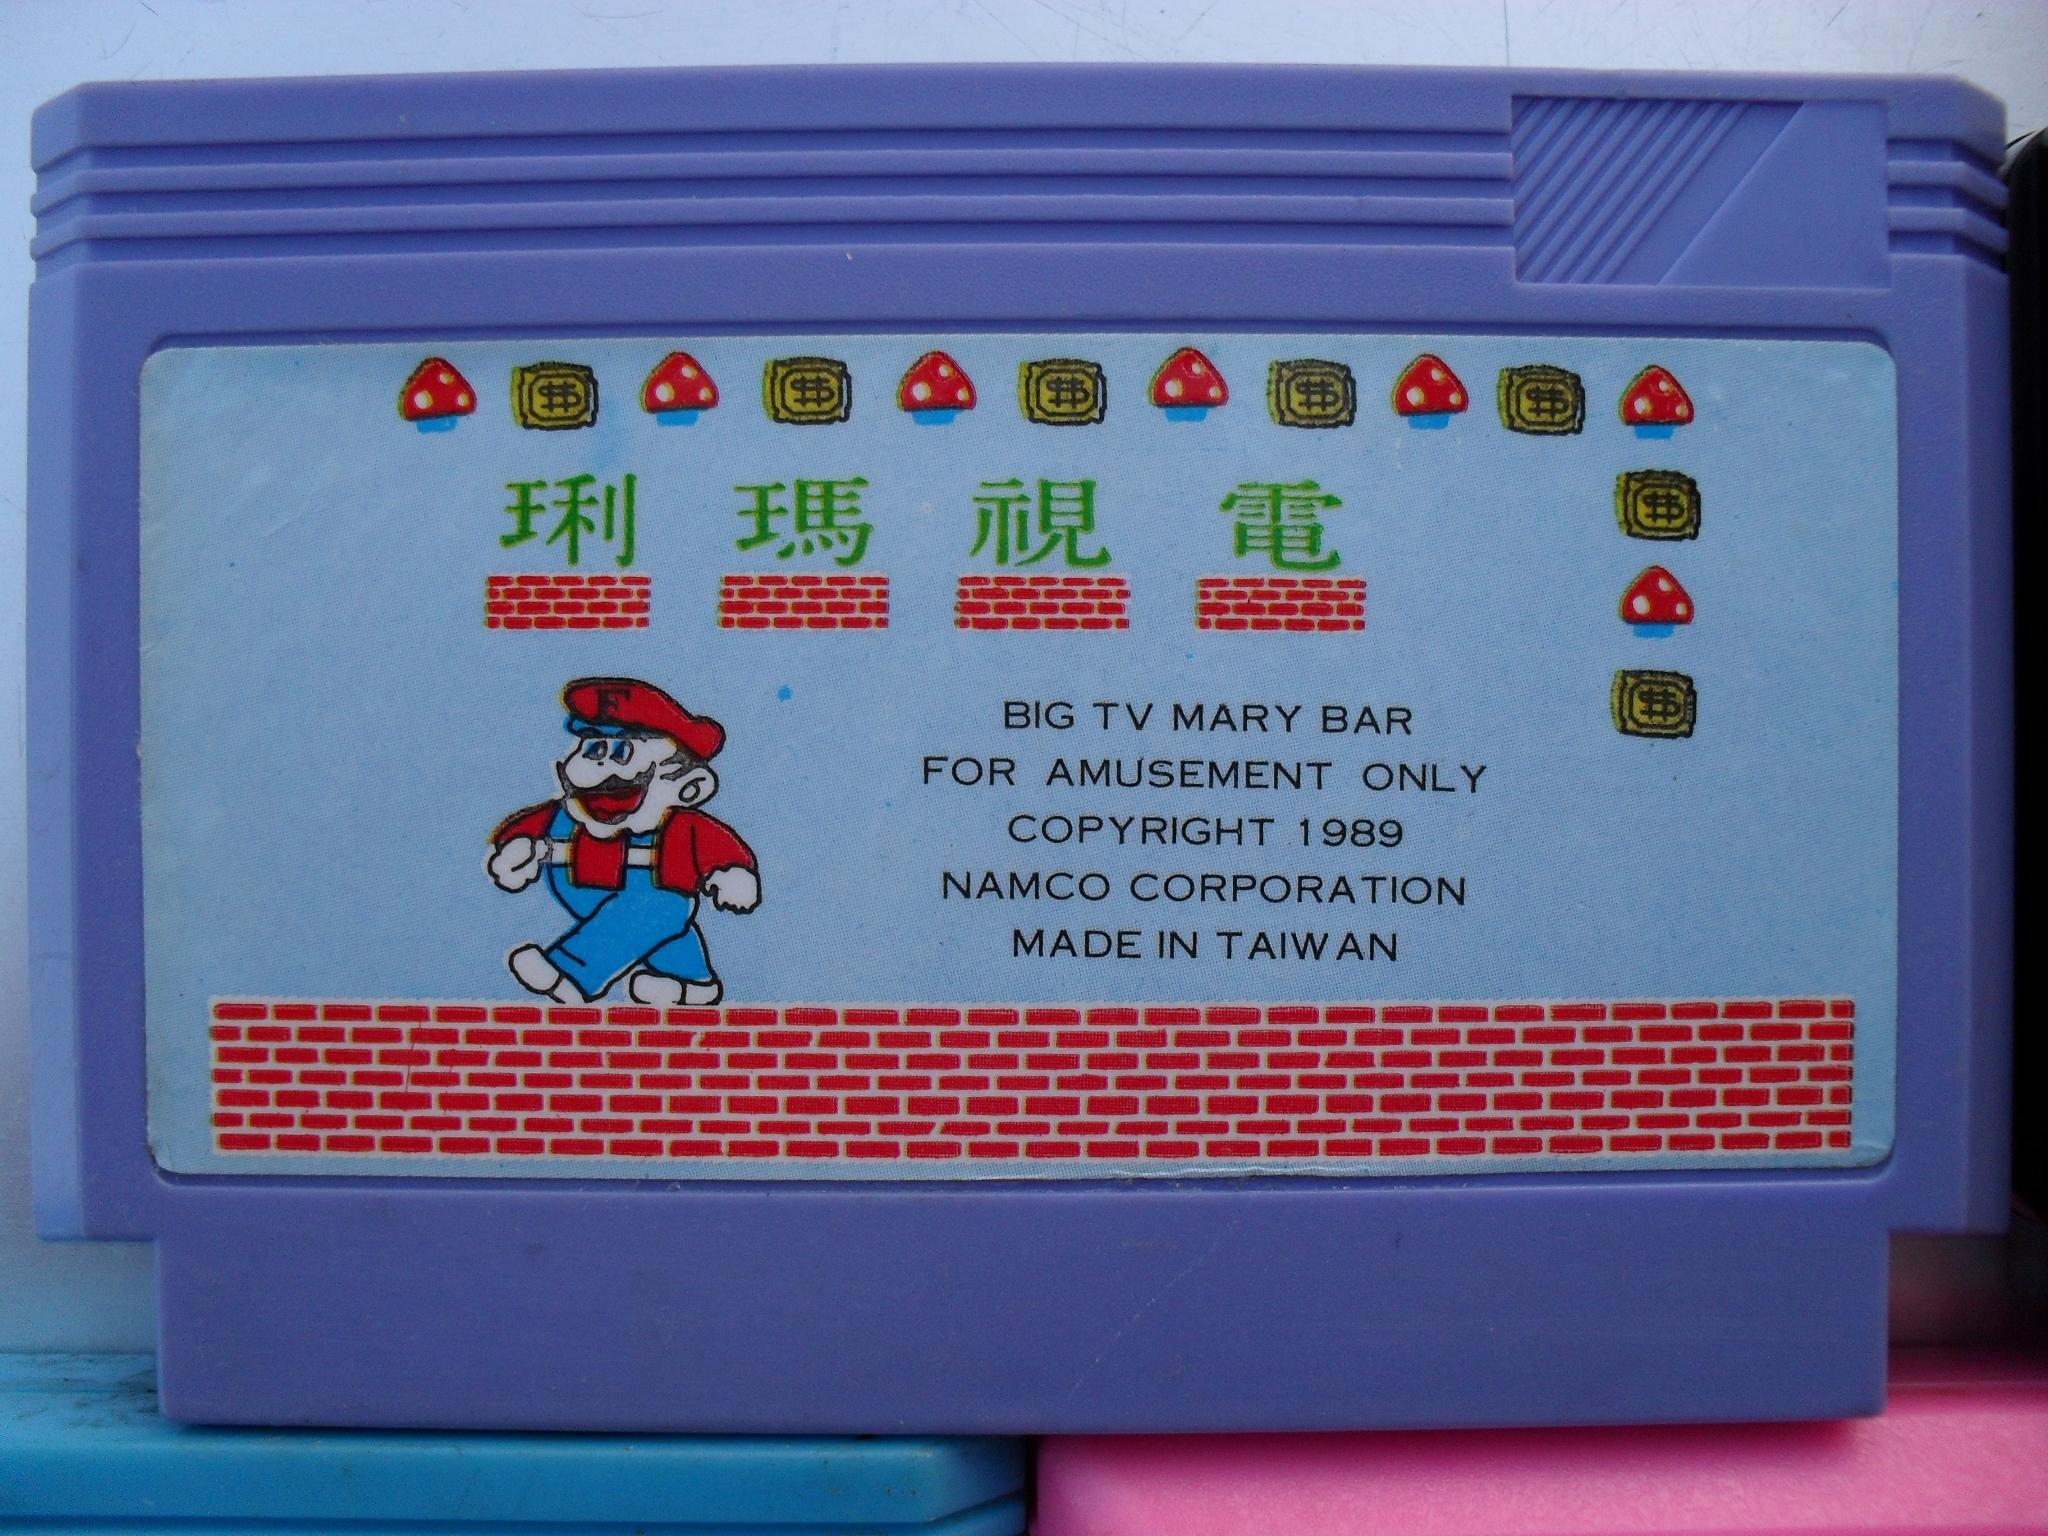 電視瑪琍
F
BIG TV MARY BAR
FOR AMUSEMENT ONLY
COPYRIGHT 1989
NAMCO CORPORATION
MADE IN TAIWAN